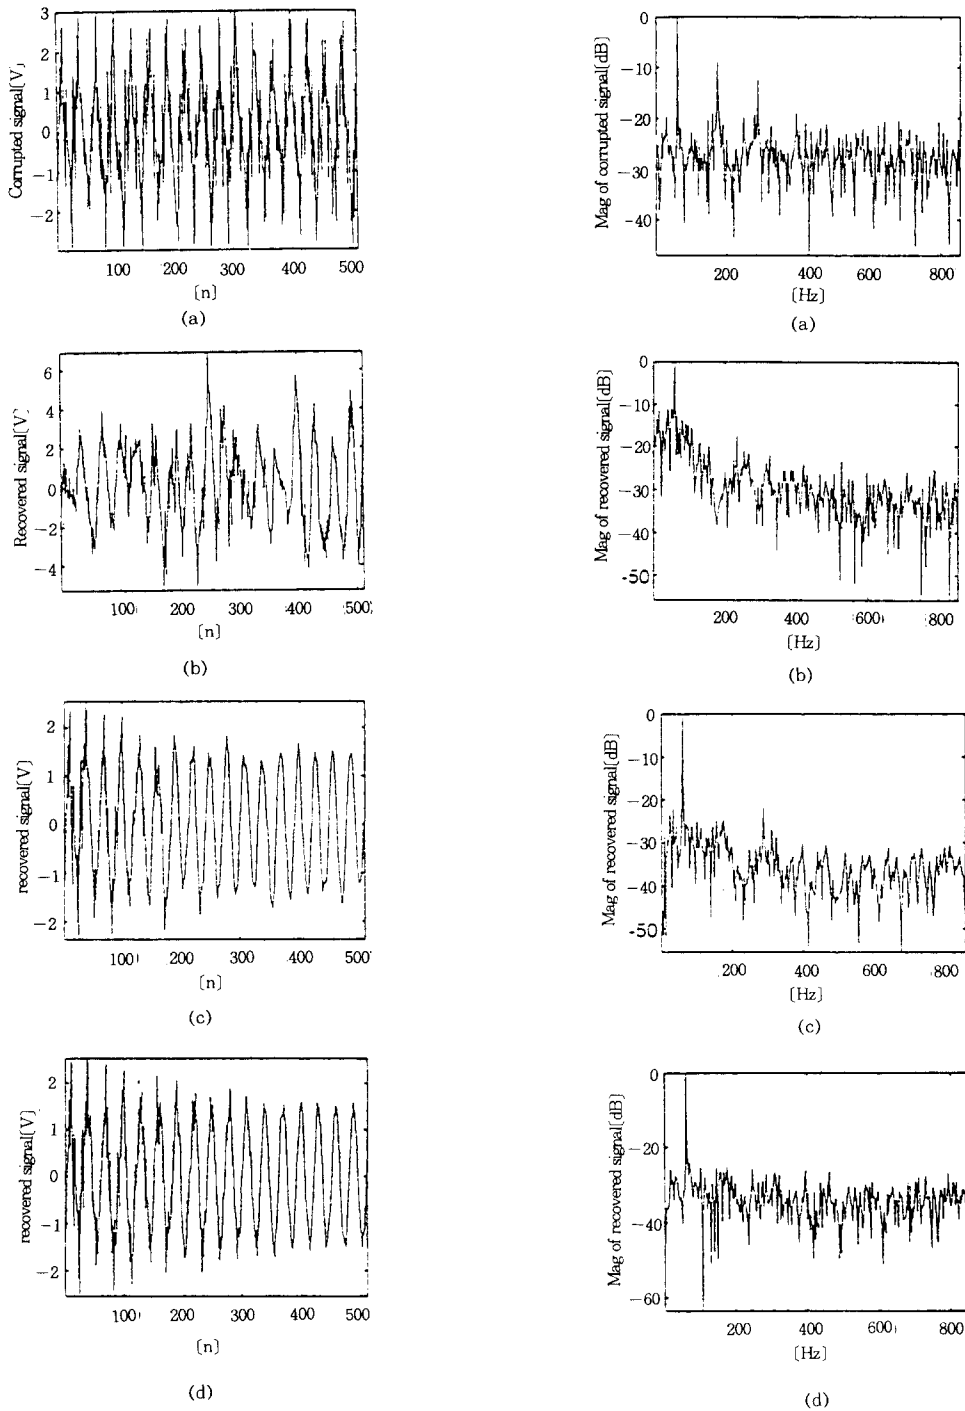 Corrupted signal[V]
3
2
1
0
−1
−2
100 200 300 400 500
[n]
(a)
Mag of corrupted signal[dB]
0
−10
−20
−30
−40
200 400 600 800
[Hz]
(a)
Recovered signal[V]
6
4
2
0
−2
−4
100 200 300 400 500
[n]
(b)
Mag of recovered signal[dB]
0
−10
−20
−30
-50
200 400 600 800
[Hz]
(b)
recovered signal[V]
2
1
0
−1
−2
100 200 300 400 500
[n]
(c)
Mag of recovered signal[dB]
0
−10
−20
−30
−40
-50
200 400 600 800
[Hz]
(c)
recovered signal[V]
2
1
0
−1
−2
100 200 300 400 500
[n]
(d)
Mag of recovered signal[dB]
0
−20
−30
−40
−60
200 400 600 800
[Hz]
(d)